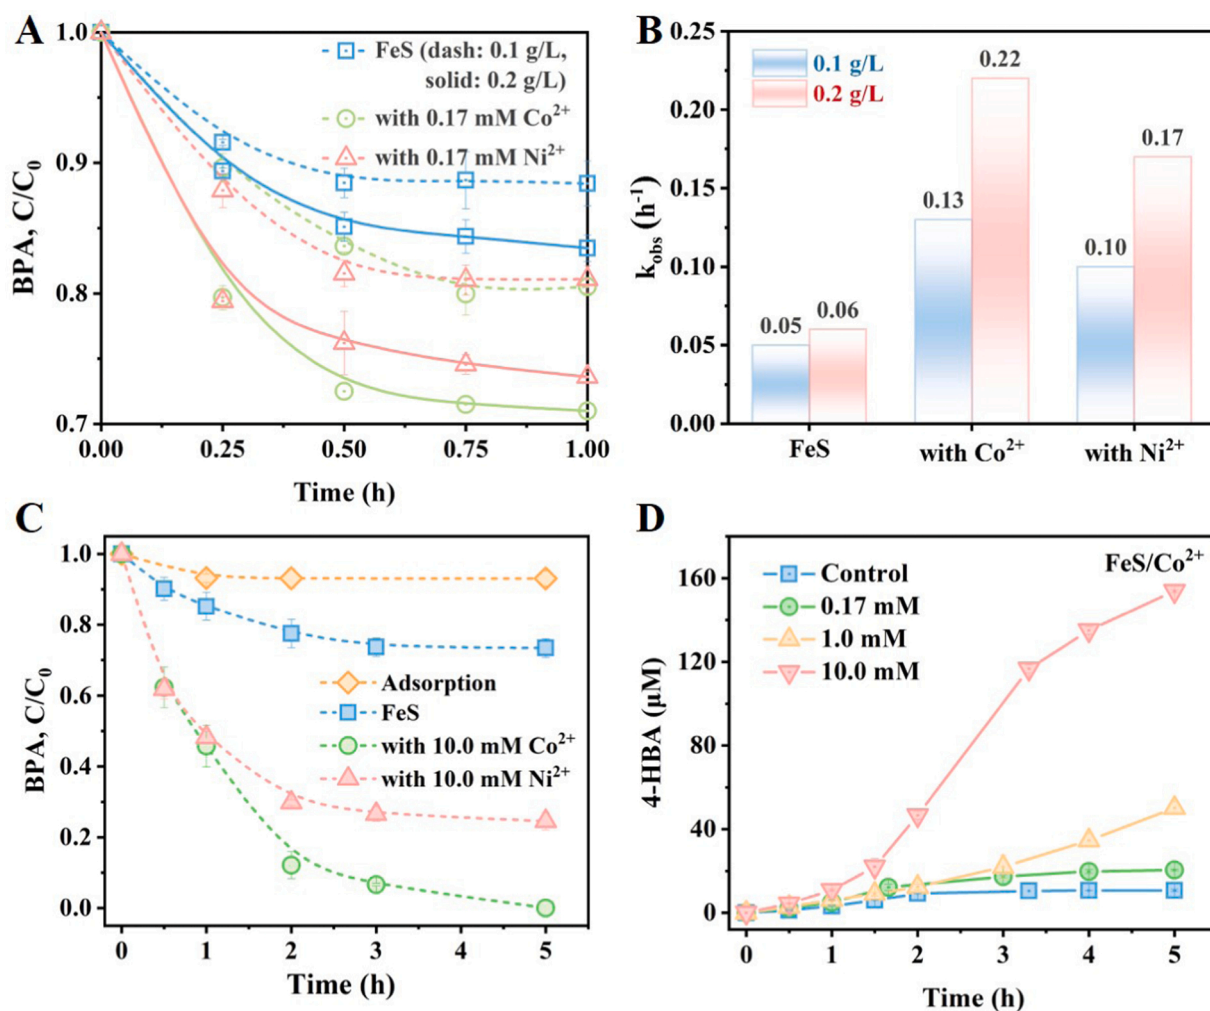 A
BPA, C/C₀
1.0
0.9
0.8
0.7
0.00
0.25
0.50
0.75
1.00
Time (h)
FeS (dash: 0.1 g/L,
solid: 0.2 g/L)
with 0.17 mM Co²⁺
with 0.17 mM Ni²⁺
B
k_obs (h⁻¹)
0.25
0.20
0.15
0.10
0.05
0.00
0.1 g/L
0.2 g/L
0.05
0.06
0.13
0.22
0.10
0.17
FeS
with Co²⁺
with Ni²⁺
C
BPA, C/C₀
1.0
0.8
0.6
0.4
0.2
0.0
Adsorption
FeS
with 10.0 mM Co²⁺
with 10.0 mM Ni²⁺
0
1
2
3
4
5
Time (h)
D
4-HBA (μM)
160
120
80
40
0
Control
0.17 mM
1.0 mM
10.0 mM
FeS/Co²⁺
0
1
2
3
4
5
Time (h)